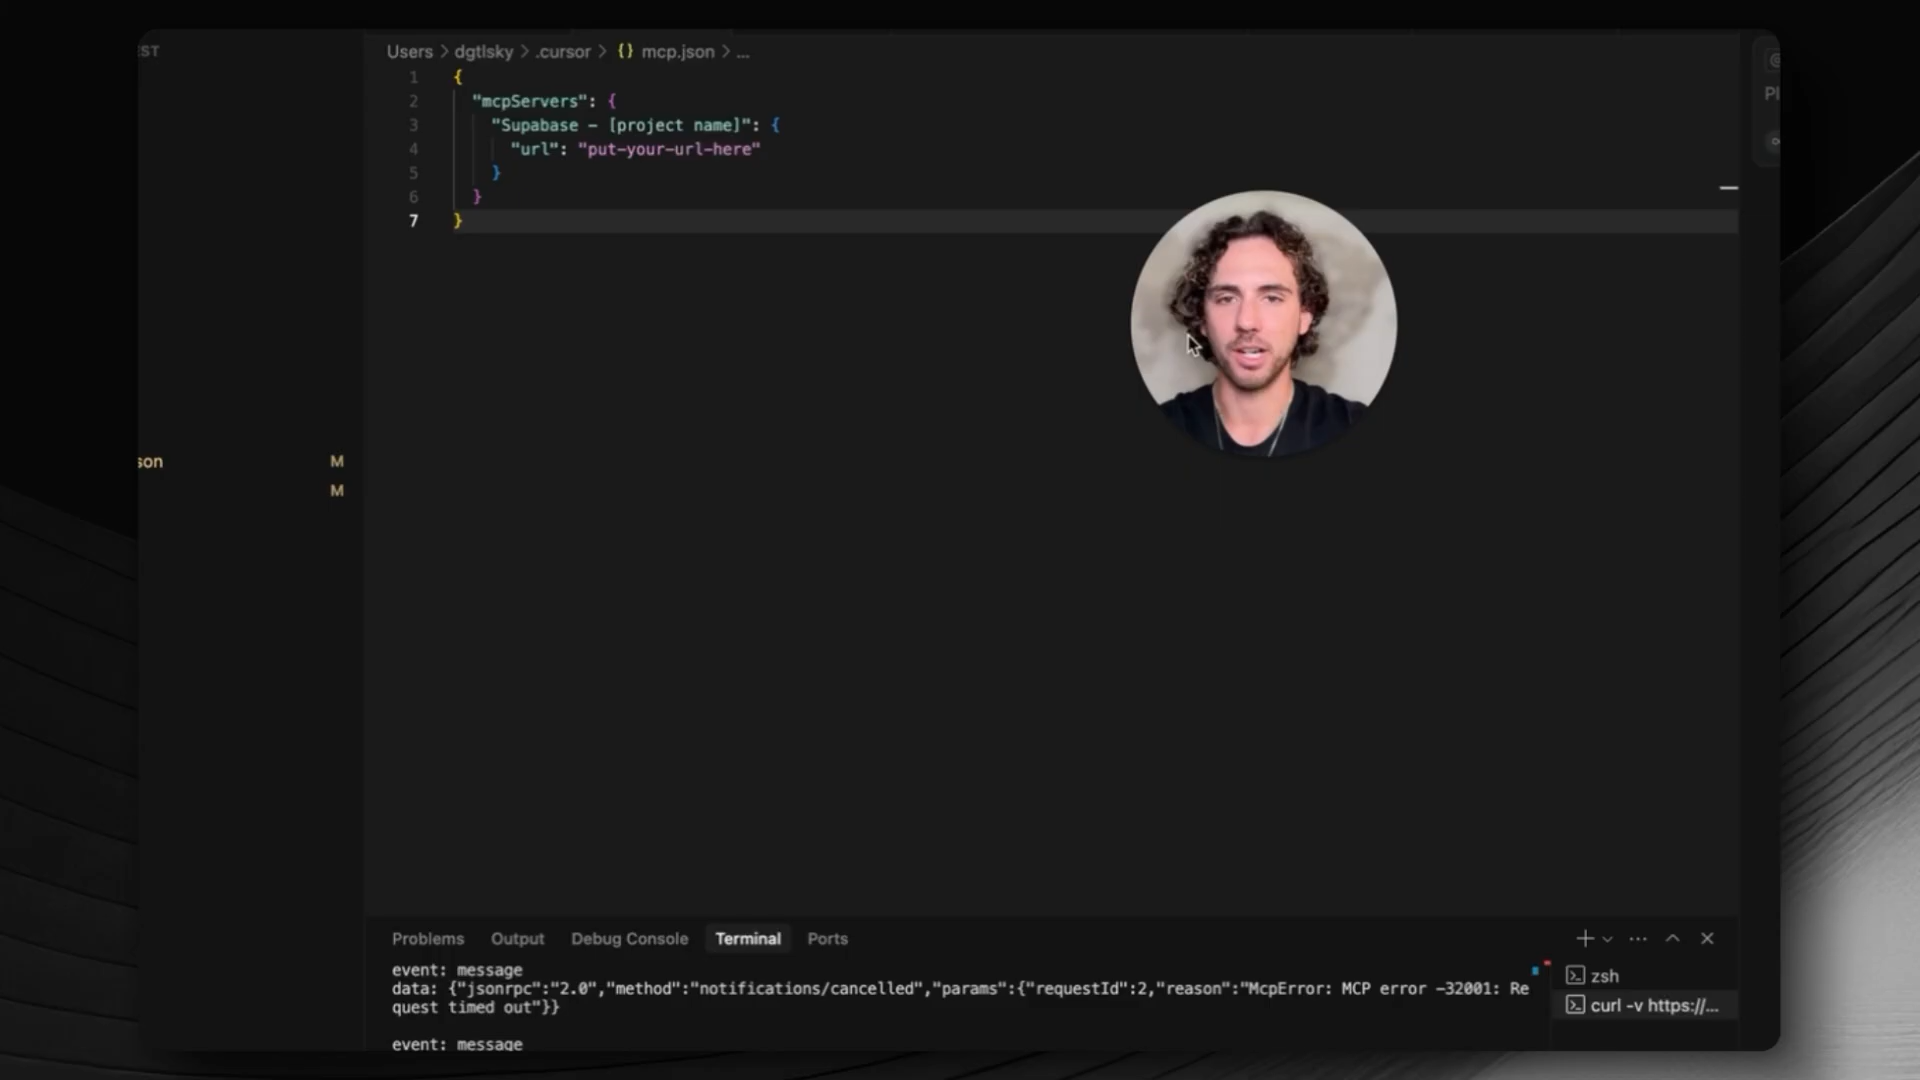 EST
Users > dgtlsky > .cursor > {} mcp.json > ...
1 {
2 "mcpServers": {
3 "Supabase - [project name]": {
4 "url": "put-your-url-here"
5 }
6 }
7 }
son M
M
Pl
Problems Output Debug Console Terminal Ports
event: message
data: {"jsonrpc":"2.0","method":"notifications/cancelled","params":{"requestId":2,"reason":"McpError: MCP error -32001: Re
quest timed out"}}
event: message
zsh
curl -v https://...